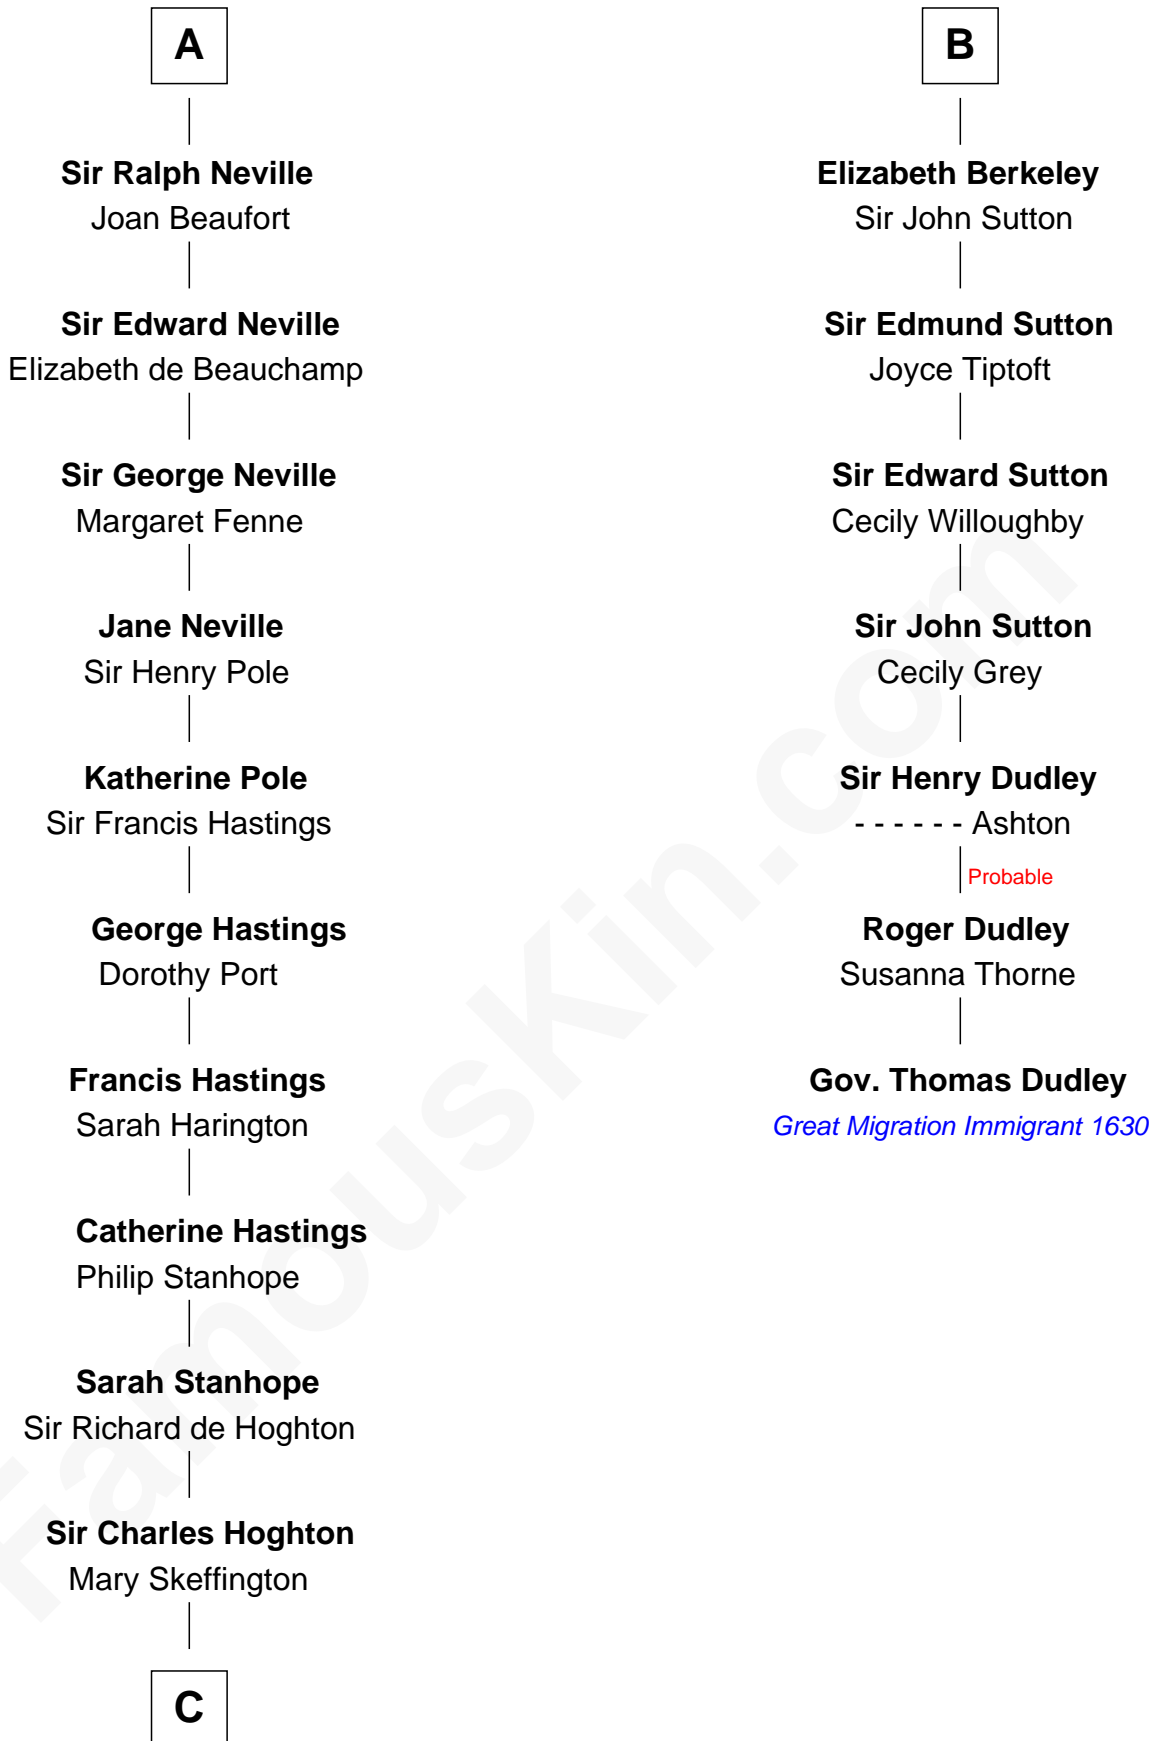 A
Sir Ralph Neville
Joan Beaufort
Sir Edward Neville
Elizabeth de Beauchamp
Sir George Neville
Margaret Fenne
Jane Neville
Sir Henry Pole
Katherine Pole
Sir Francis Hastings
George Hastings
Dorothy Port
Francis Hastings
Sarah Harington
Catherine Hastings
Philip Stanhope
Sarah Stanhope
Sir Richard de Hoghton
Sir Charles Hoghton
Mary Skeffington
C
B
Elizabeth Berkeley
Sir John Sutton
Sir Edmund Sutton
Joyce Tiptoft
Sir Edward Sutton
Cecily Willoughby
Sir John Sutton
Cecily Grey
Sir Henry Dudley
- - - - - - Ashton
Probable
Roger Dudley
Susanna Thorne
Gov. Thomas Dudley
Great Migration Immigrant 1630
FamousKin.com